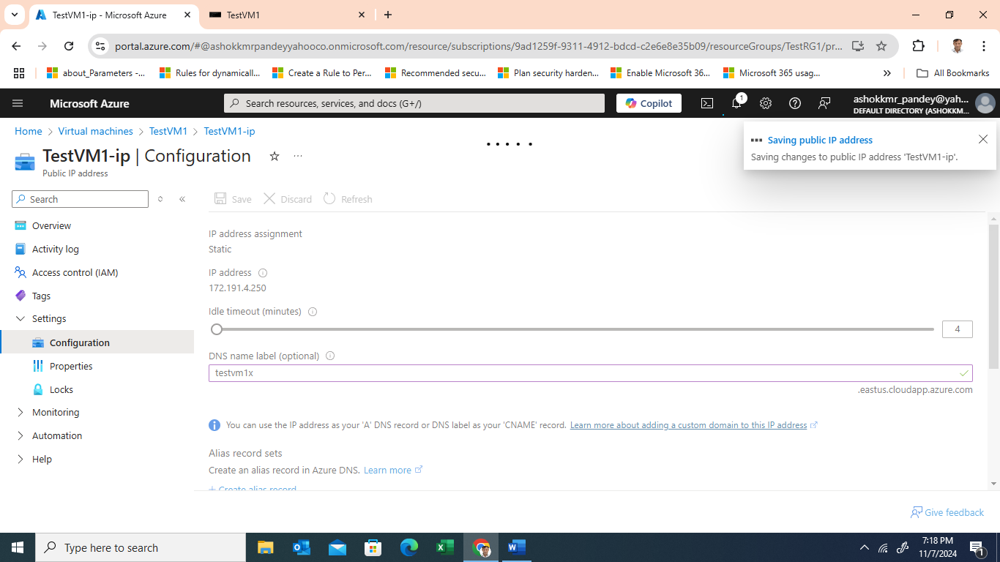 TestVM1-ip - Microsoft Azure
TestVM1
portal.azure.com/#@ashokkmrpandeyyahooco.onmicrosoft.com/resource/subscriptions/9ad1259f-9311-4912-bdcd-c2e6e8e35b09/resourceGroups/TestRG1/pr...
about_Parameters -...
Rules for dynamicall...
Create a Rule to Per...
Recommended secu...
Plan security harden...
Enable Microsoft 36...
Microsoft 365 usag...
All Bookmarks
Microsoft Azure
Search resources, services, and docs (G+/)
Copilot
1
ashokkmr_pandey@yah...
DEFAULT DIRECTORY (ASHOKKM...
Home > Virtual machines > TestVM1 > TestVM1-ip
TestVM1-ip | Configuration
Public IP address
Saving public IP address
Saving changes to public IP address 'TestVM1-ip'.
Search
Save
Discard
Refresh
Overview
Activity log
Access control (IAM)
Tags
Settings
Configuration
Properties
Locks
Monitoring
Automation
Help
IP address assignment
Static
IP address
172.191.4.250
Idle timeout (minutes)
4
DNS name label (optional)
testvm1x
.eastus.cloudapp.azure.com
You can use the IP address as your 'A' DNS record or DNS label as your 'CNAME' record. Learn more about adding a custom domain to this IP address
Alias record sets
Create an alias record in Azure DNS. Learn more
+ Create alias record
Give feedback
Type here to search
7:18 PM
11/7/2024
1